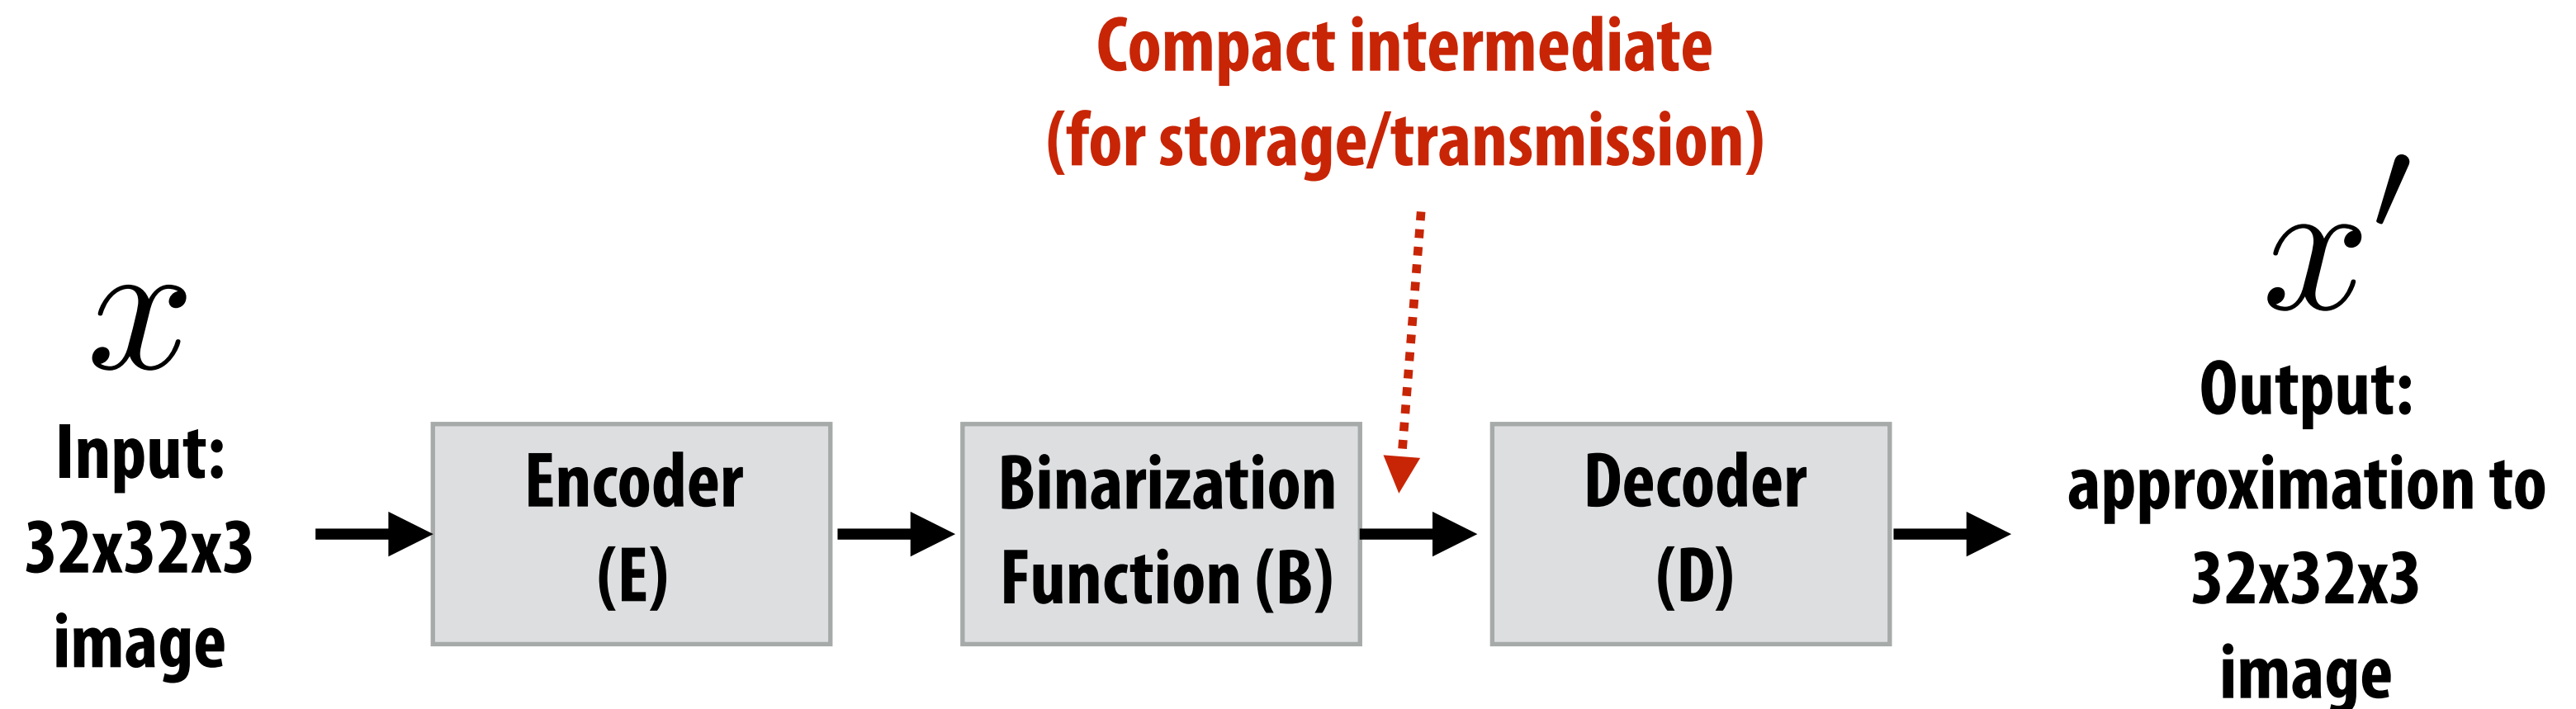 Compact intermediate
(for storage/transmission)
x
Input:
32x32x3
image
Encoder
(E)
Binarization
Function (B)
Decoder
(D)
x′
Output:
approximation to
32x32x3
image